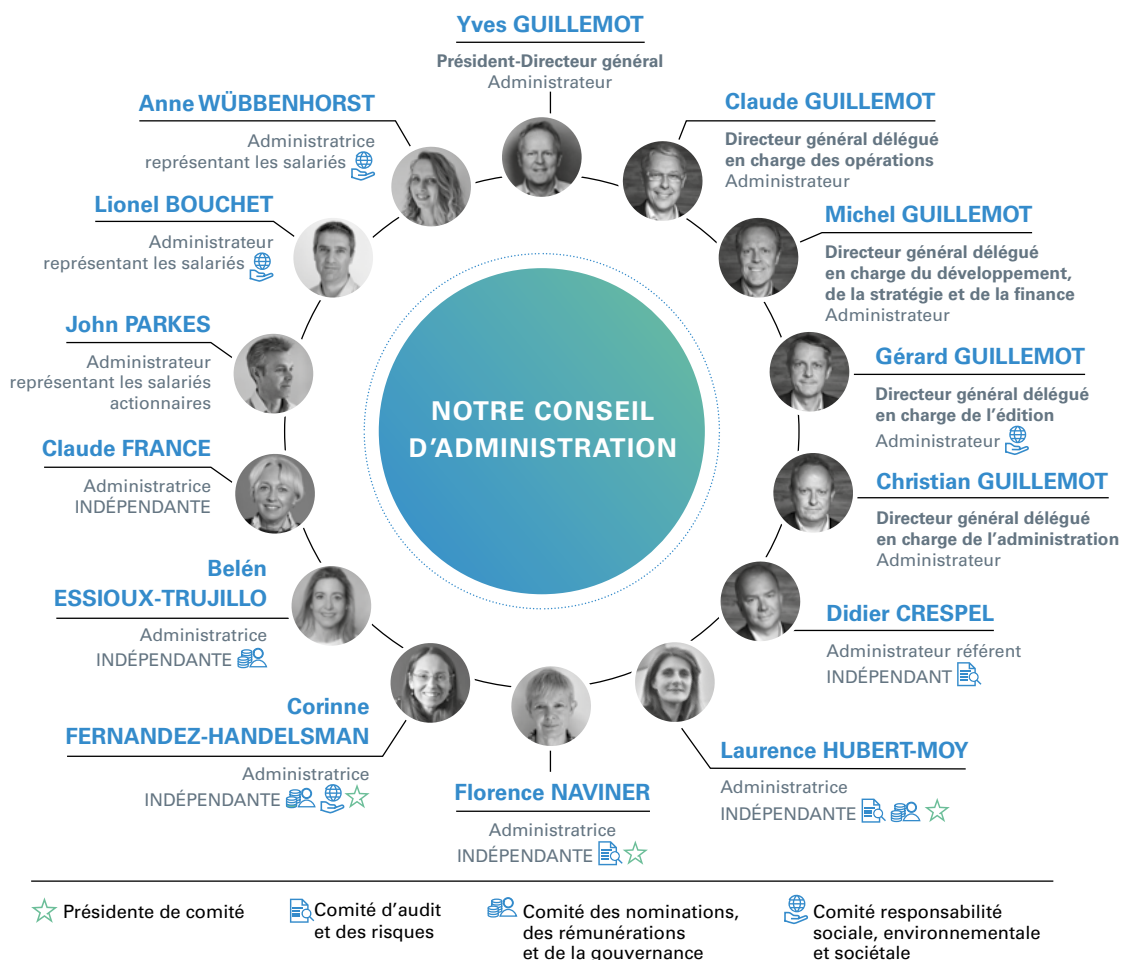 Yves GUILLEMOT
Président-Directeur général
Administrateur
Claude GUILLEMOT
Directeur général délégué
en charge des opérations
Administrateur
Michel GUILLEMOT
Directeur général délégué
en charge du développement,
de la stratégie et de la finance
Administrateur
Gérard GUILLEMOT
Directeur général délégué
en charge de l'édition
Administrateur
Christian GUILLEMOT
Directeur général délégué
en charge de l'administration
Administrateur
Didier CRESPEL
Administrateur référent
INDÉPENDANT
Laurence HUBERT-MOY
Administratrice
INDÉPENDANTE
Florence NAVINER
Administratrice
INDÉPENDANTE
Corinne
FERNANDEZ-HANDELSMAN
Administratrice
INDÉPENDANTE
Belén
ESSIOUX-TRUJILLO
Administratrice
INDÉPENDANTE
Claude FRANCE
Administratrice
INDÉPENDANTE
John PARKES
Administrateur
représentant les salariés
actionnaires
Lionel BOUCHET
Administrateur
représentant les salariés
Anne WÜBBENHORST
Administratrice
représentant les salariés
NOTRE CONSEIL
D'ADMINISTRATION
Présidente de comité
Comité d'audit
et des risques
Comité des nominations,
des rémunérations
et de la gouvernance
Comité responsabilité
sociale, environnementale
et sociétale